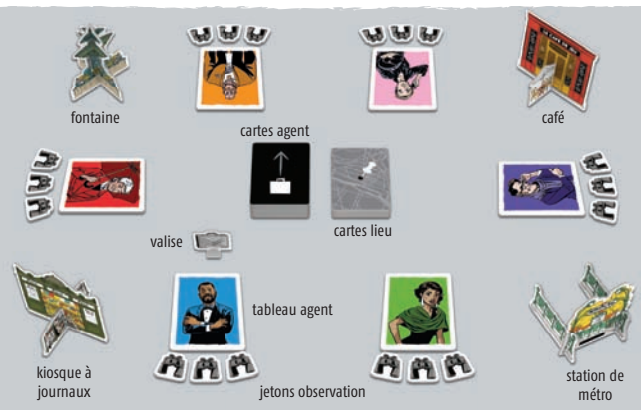 fontaine
café
cartes agent
cartes lieu
valise
tableau agent
kiosque à
journaux
jetons observation
station de
métro